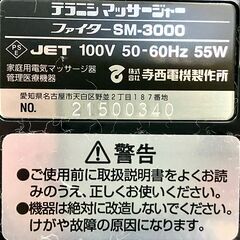 テラニシマッサージャー
ファイター SM-3000
PSE JET 100V 50-60Hz 55W
家庭用電気マッサージ器
管理医療機器
寺西電機製作所
愛知県名古屋市天白区野並2丁目187番地
NO. 21500340
警告
●ご使用前に取扱説明書をよくお読みのうえ、正しくお使いください。
●機器は絶対に改造しないでください。けがや故障の原因になります。